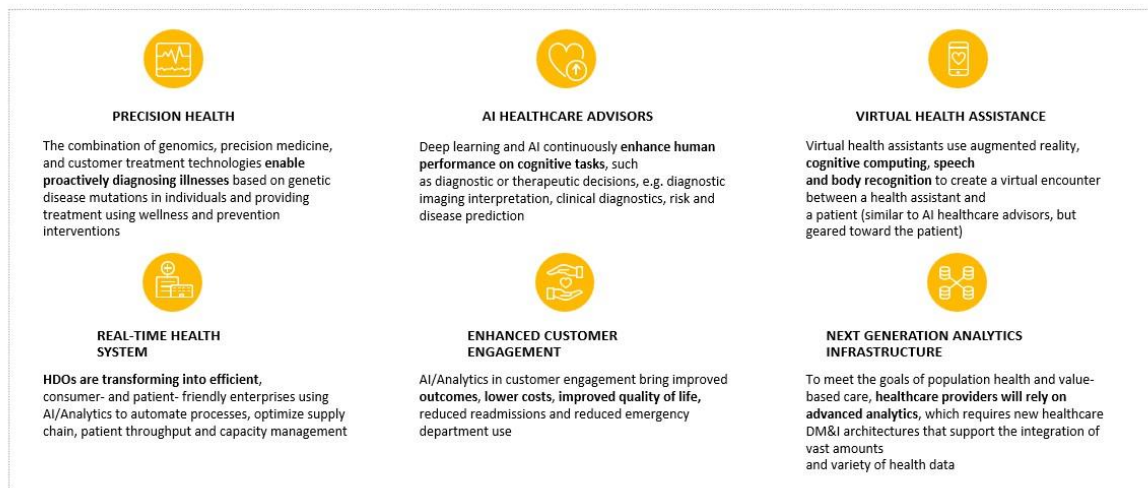 PRECISION HEALTH
The combination of genomics, precision medicine,
and customer treatment technologies enable
proactively diagnosing illnesses based on genetic
disease mutations in individuals and providing
treatment using wellness and prevention
interventions
AI HEALTHCARE ADVISORS
Deep learning and AI continuously enhance human
performance on cognitive tasks, such
as diagnostic or therapeutic decisions, e.g. diagnostic
imaging interpretation, clinical diagnostics, risk and
disease prediction
VIRTUAL HEALTH ASSISTANCE
Virtual health assistants use augmented reality,
cognitive computing, speech
and body recognition to create a virtual encounter
between a health assistant and
a patient (similar to AI healthcare advisors, but
geared toward the patient)
REAL-TIME HEALTH
SYSTEM
HDOs are transforming into efficient,
consumer- and patient- friendly enterprises using
AI/Analytics to automate processes, optimize supply
chain, patient throughput and capacity management
ENHANCED CUSTOMER
ENGAGEMENT
AI/Analytics in customer engagement bring improved
outcomes, lower costs, improved quality of life,
reduced readmissions and reduced emergency
department use
NEXT GENERATION ANALYTICS
INFRASTRUCTURE
To meet the goals of population health and value-
based care, healthcare providers will rely on
advanced analytics, which requires new healthcare
DM&I architectures that support the integration of
vast amounts
and variety of health data